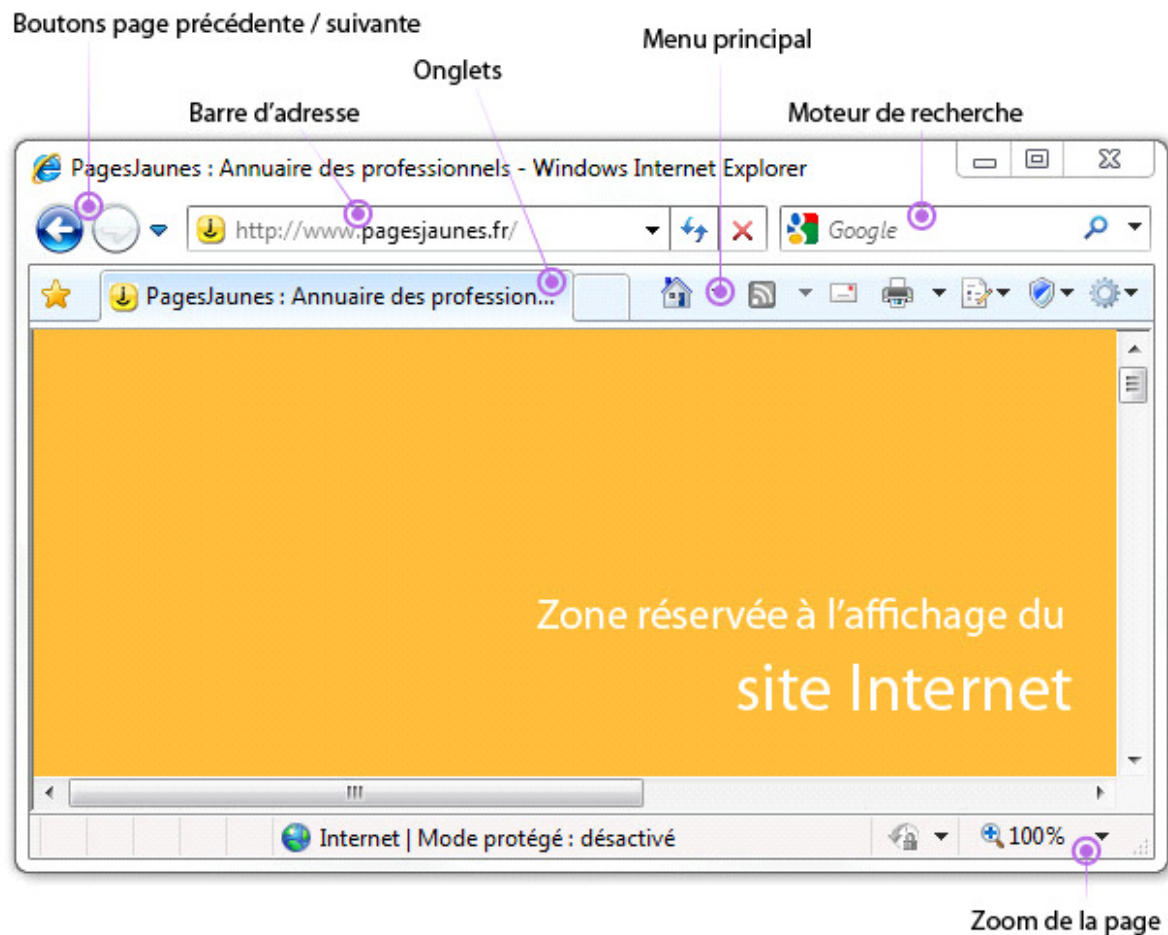 Boutons page précédente / suivante
Menu principal
Onglets
Barre d'adresse
Moteur de recherche
PagesJaunes : Annuaire des professionnels - Windows Internet Explorer
http://www.pagesjaunes.fr/
Google
PagesJaunes : Annuaire des profession...
Zone réservée à l'affichage du
site Internet
Internet | Mode protégé : désactivé
100%
Zoom de la page